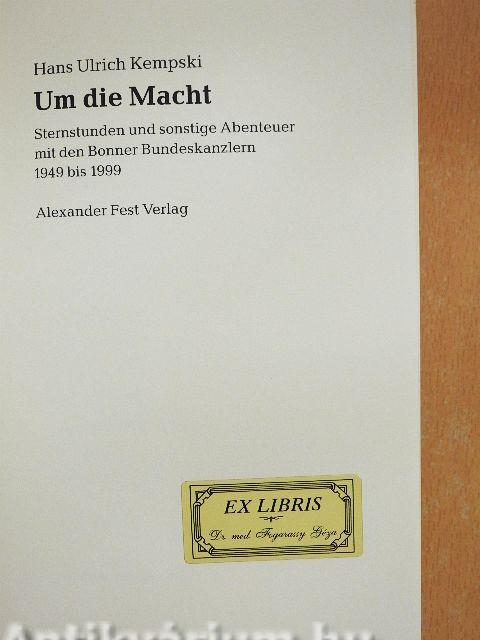 Hans Ulrich Kempski
Um die Macht
Sternstunden und sonstige Abenteuer
mit den Bonner Bundeskanzlern
1949 bis 1999
Alexander Fest Verlag
EX LIBRIS
Dr. med. Fogarassy Géza
Antikvárium.hu